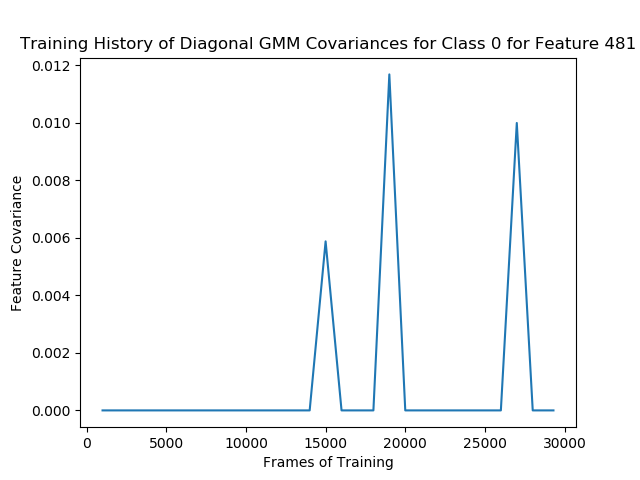 Training History of Diagonal GMM Covariances for Class 0 for Feature 481
0.012
0.010
0.008
0.006
0.004
0.002
0.000
Feature Covariance
0 5000 10000 15000 20000 25000 30000
Frames of Training